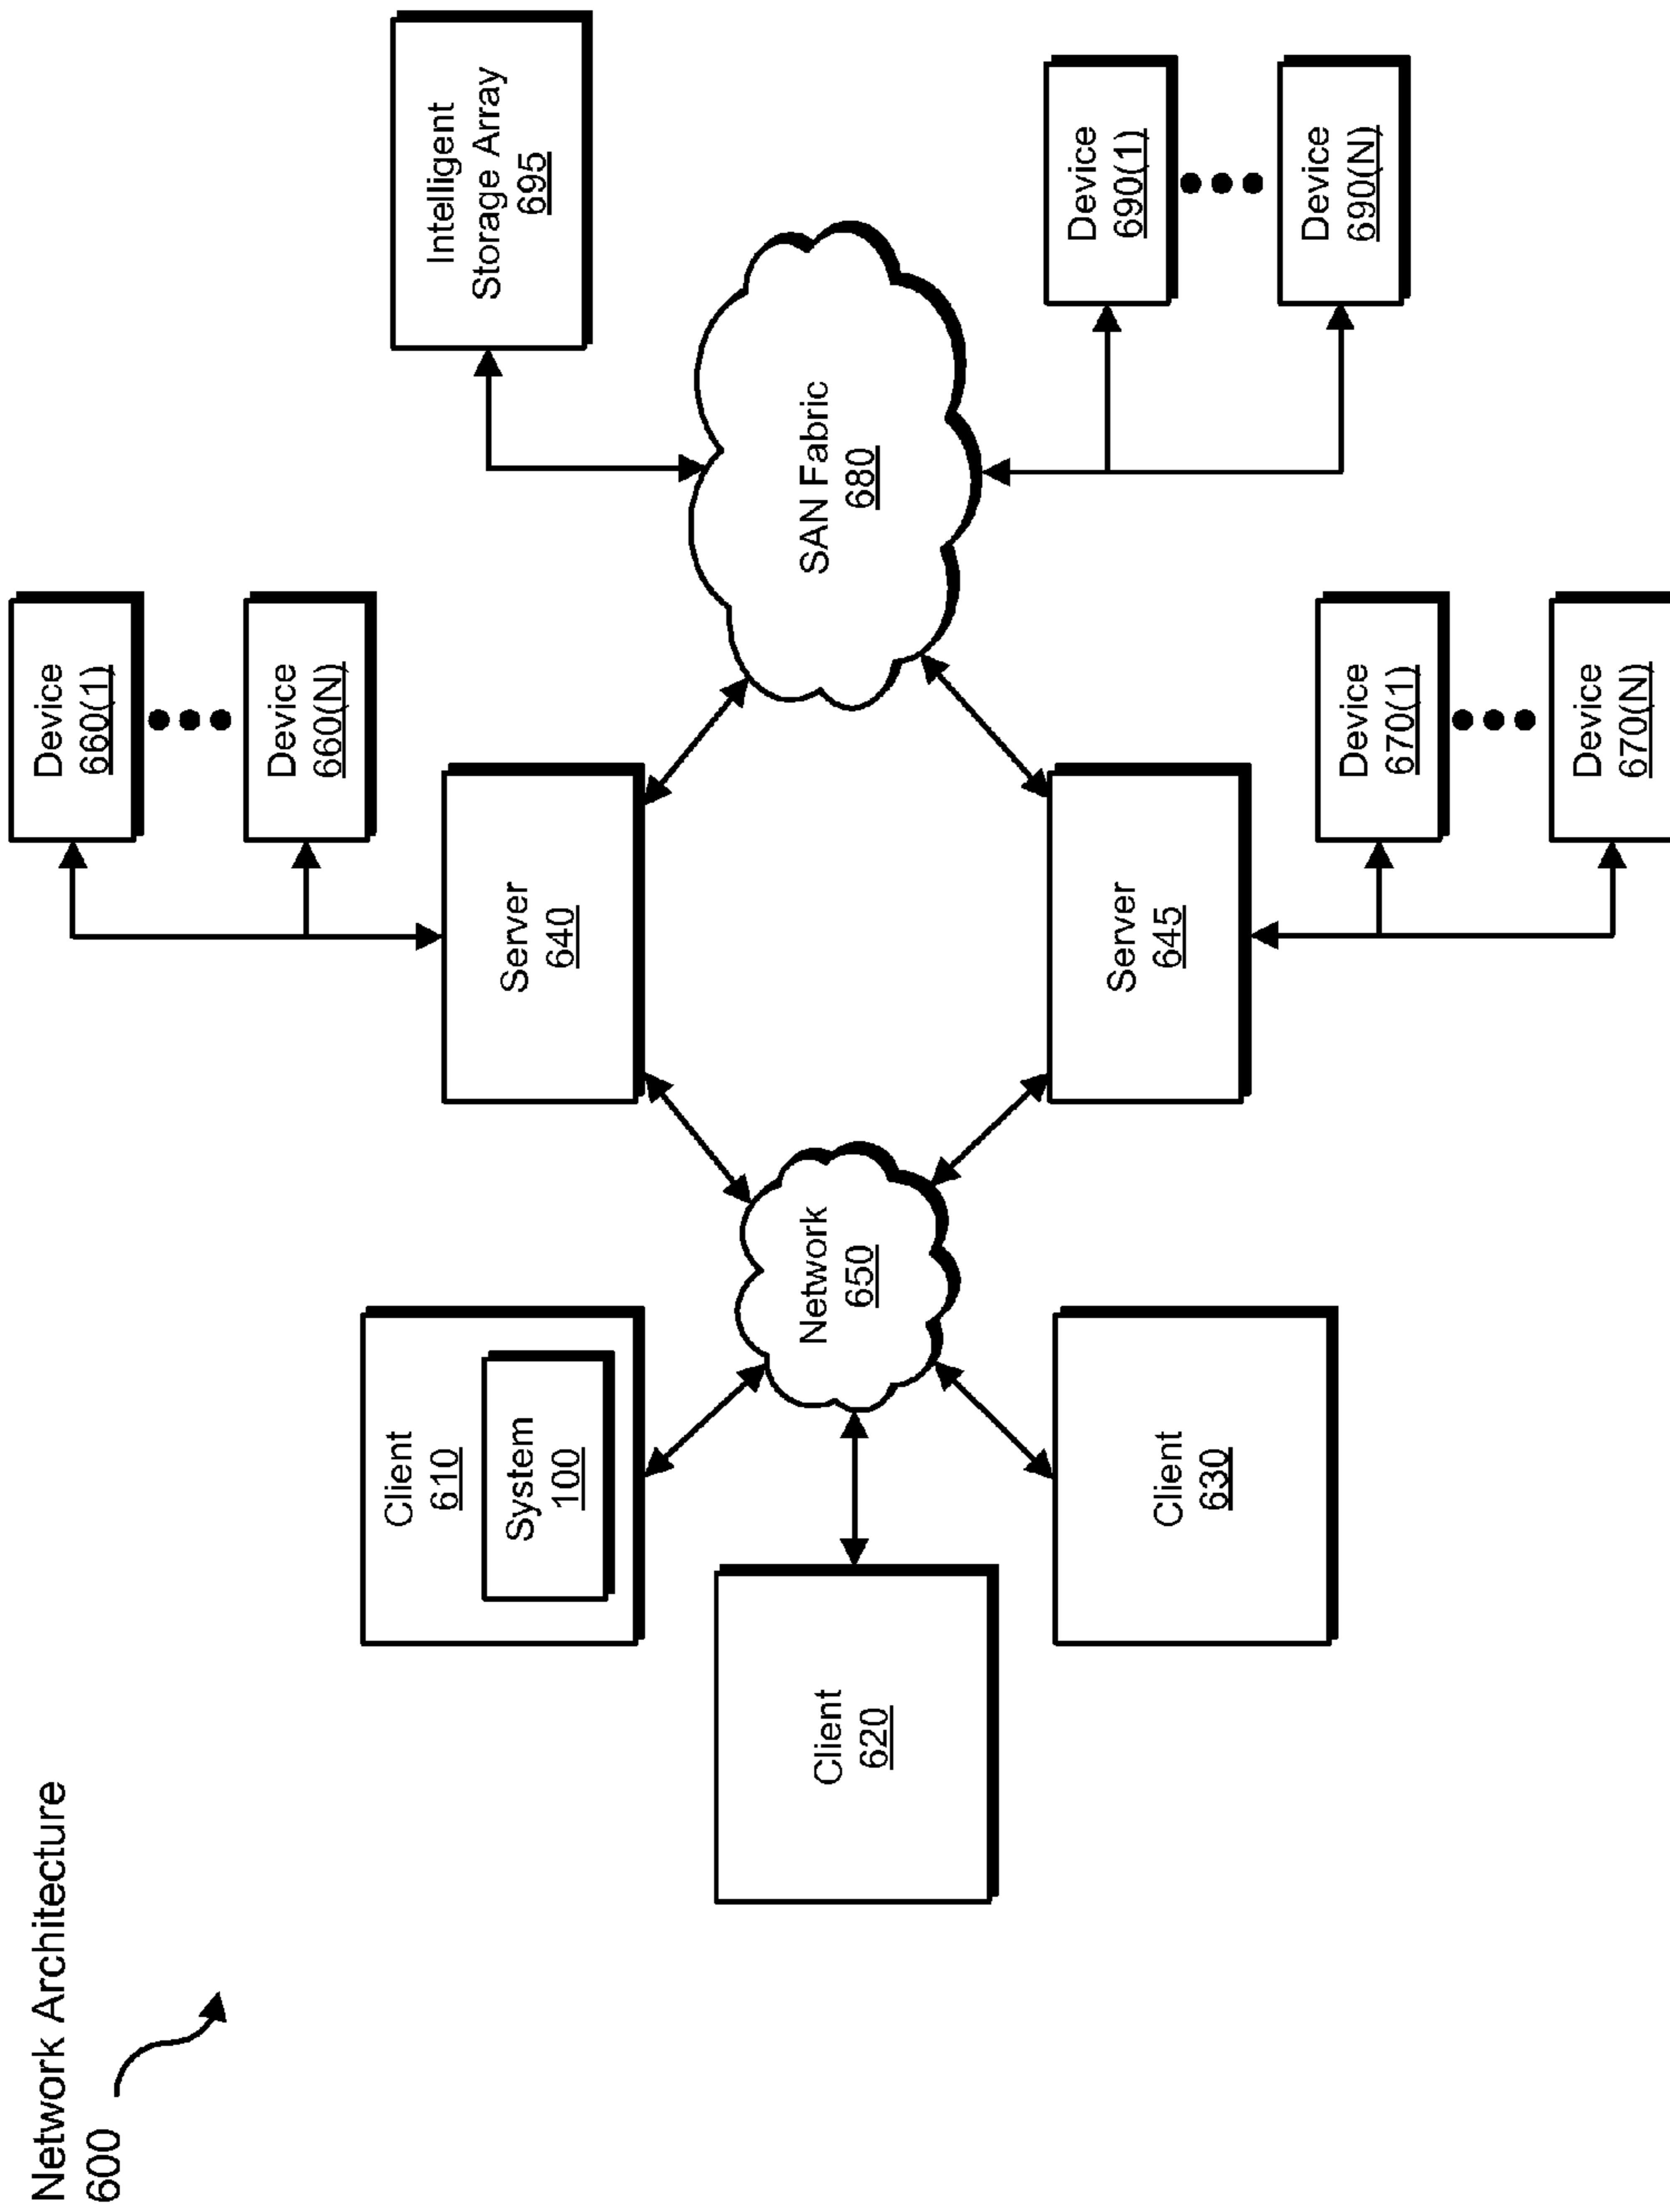 Network Architecture
600
Client
610
System
100
Client
620
Client
630
Network
650
Server
640
Server
645
Device
660(1)
Device
660(N)
Device
670(1)
Device
670(N)
SAN Fabric
680
Intelligent
Storage Array
695
Device
690(1)
Device
690(N)